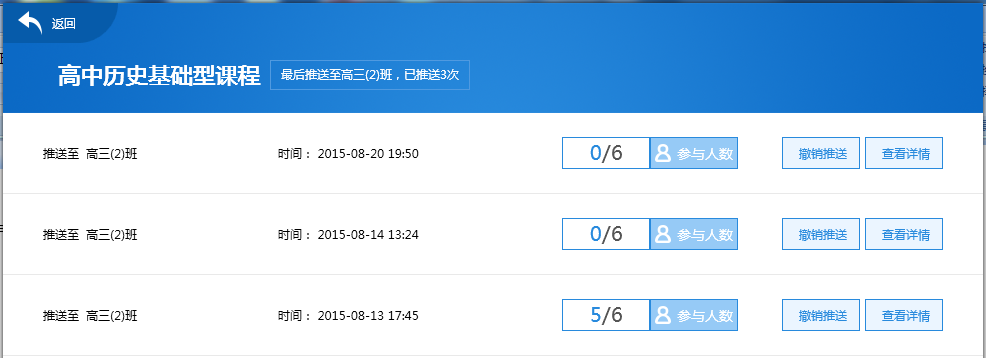 返回
高中历史基础型课程 最后推送至高三(2)班，已推送3次
推送至 高三(2)班 时间： 2015-08-20 19:50 0/6 参与人数 撤销推送 查看详情
推送至 高三(2)班 时间： 2015-08-14 13:24 0/6 参与人数 撤销推送 查看详情
推送至 高三(2)班 时间： 2015-08-13 17:45 5/6 参与人数 撤销推送 查看详情